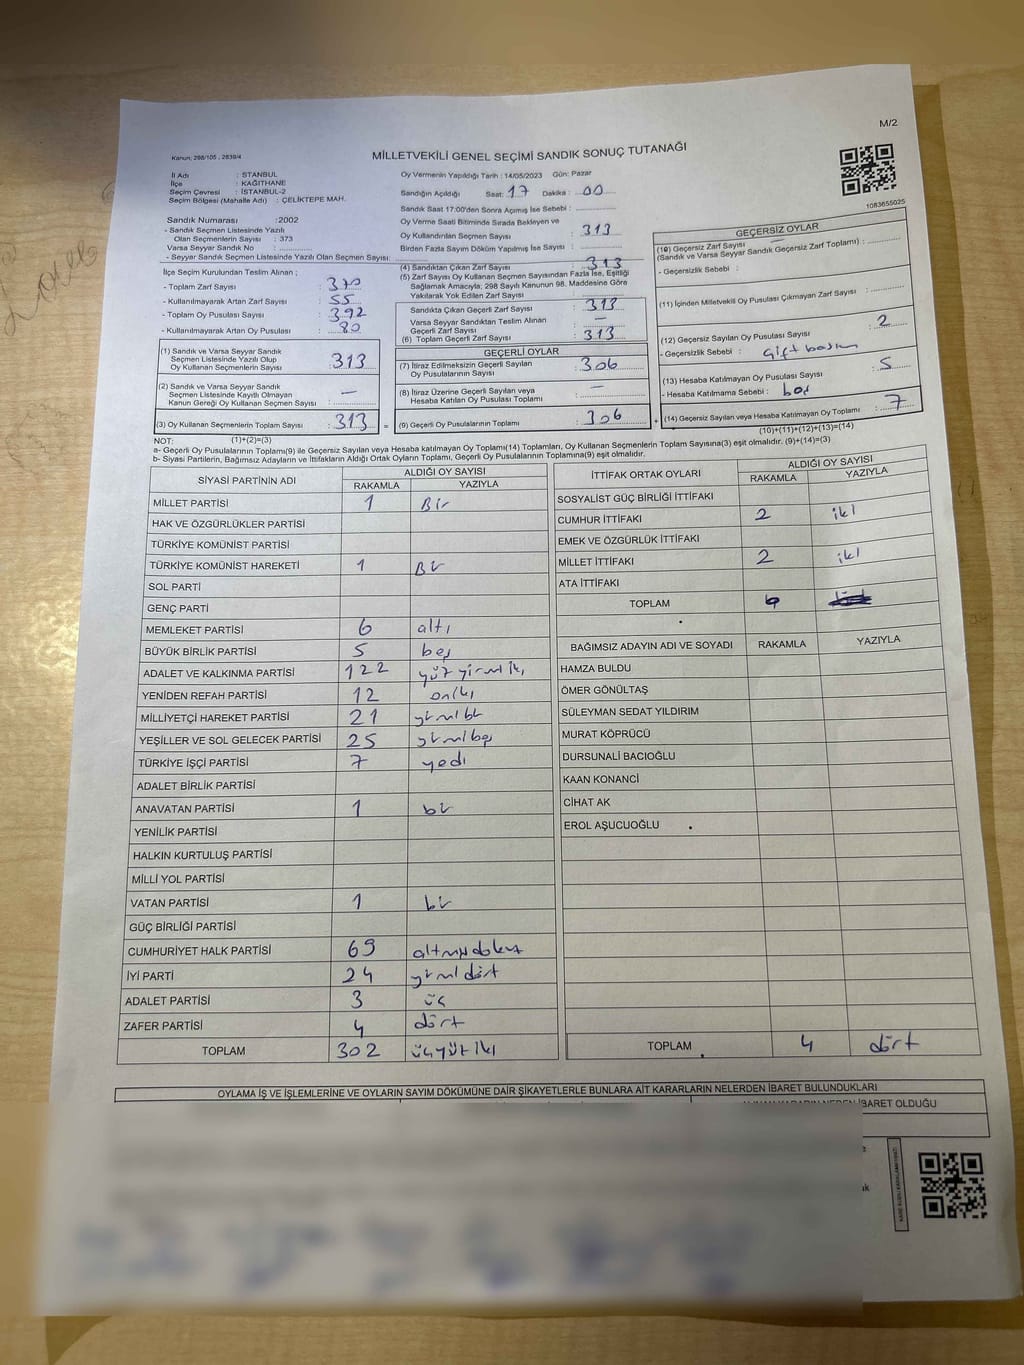 M/2
Kanun; 298/105 , 2839/4
MİLLETVEKİLİ GENEL SEÇİMİ SANDIK SONUÇ TUTANAĞI
1083655025
İl Adı : İSTANBUL
İlçe : KAĞITHANE
Seçim Çevresi : İSTANBUL-2
Seçim Bölgesi (Mahalle Adı) : ÇELİKTEPE MAH.
Sandık Numarası :2002
- Sandık Seçmen Listesinde Yazılı
Olan Seçmenlerin Sayısı : 373
Varsa Seyyar Sandık No :
- Seyyar Sandık Seçmen Listesinde Yazılı Olan Seçmen Sayısı:
İlçe Seçim Kurulundan Teslim Alınan ;
- Toplam Zarf Sayısı : 370
- Kullanılmayarak Artan Zarf Sayısı : 55
- Toplam Oy Pusulası Sayısı : 392
- Kullanılmayarak Artan Oy Pusulası : 80
(1) Sandık ve Varsa Seyyar Sandık
Seçmen Listesinde Yazılı Olup
Oy Kullanan Seçmenlerin Sayısı : 313
(2) Sandık ve Varsa Seyyar Sandık
Seçmen Listesinde Kayıtlı Olmayan
Kanun Gereği Oy Kullanan Seçmen Sayısı : —
(3) Oy Kullanan Seçmenlerin Toplam Sayısı : 313 =
Oy Vermenin Yapıldığı Tarih : 14/05/2023 Gün: Pazar
Sandığın Açıldığı Saat: 17 Dakika : 00
Sandık Saat 17:00'den Sonra Açımış İse Sebebi :
Oy Verme Saati Bitiminde Sırada Bekleyen ve
Oy Kullandırılan Seçmen Sayısı : 313
Birden Fazla Sayım Döküm Yapılmış İse Sayısı :
(4) Sandıktan Çıkan Zarf Sayısı : 313
(5) Zarf Sayısı Oy Kullanan Seçmen Sayısından Fazla İse, Eşitliği
Sağlamak Amacıyla, 298 Sayılı Kanunun 98. Maddesine Göre
Yakılarak Yok Edilen Zarf Sayısı :
Sandıkta Çıkan Geçerli Zarf Sayısı : 313
Varsa Seyyar Sandıktan Teslim Alınan
Geçerli Zarf Sayısı : —
(6) Toplam Geçerli Zarf Sayısı : 313
GEÇERLİ OYLAR
(7) İtiraz Edilmeksizin Geçerli Sayılan
Oy Pusulalarının Sayısı : 306
(8) İtiraz Üzerine Geçerli Sayılan veya
Hesaba Katılan Oy Pusulası Toplamı : —
(9) Geçerli Oy Pusulalarının Toplamı : 306 +
GEÇERSİZ OYLAR
(10) Geçersiz Zarf Sayısı
(Sandık ve Varsa Seyyar Sandık Geçersiz Zarf Toplamı) :
- Geçersizlik Sebebi :
(11) İçinden Milletvekili Oy Pusulası Çıkmayan Zarf Sayısı :
(12) Geçersiz Sayılan Oy Pusulası Sayısı : 2
- Geçersizlik Sebebi : çift basım
(13) Hesaba Katılmayan Oy Pusulası Sayısı : 5
- Hesaba Katılmama Sebebi : boş
(14) Geçersiz Sayılan veya Hesaba Katılmayan Oy Toplamı : 7
(10)+(11)+(12)+(13)=(14)
NOT: (1)+(2)=(3)
a- Geçerli Oy Pusulalarının Toplamı(9) ile Geçersiz Sayılan veya Hesaba katılmayan Oy Toplamı(14) Toplamları, Oy Kullanan Seçmenlerin Toplam Sayısına(3) eşit olmalıdır. (9)+(14)=(3)
b- Siyasi Partilerin, Bağımsız Adayların ve İttifakların Aldığı Ortak Oyların Toplamı, Geçerli Oy Pusulalarının Toplamına(9) eşit olmalıdır.
SİYASİ PARTİNİN ADI ALDIĞI OY SAYISI
RAKAMLA YAZIYLA
MİLLET PARTİSİ 1 Bir
HAK VE ÖZGÜRLÜKLER PARTİSİ
TÜRKİYE KOMÜNİST PARTİSİ
TÜRKİYE KOMÜNİST HAREKETİ 1 Bir
SOL PARTİ
GENÇ PARTİ
MEMLEKET PARTİSİ 6 altı
BÜYÜK BİRLİK PARTİSİ 5 beş
ADALET VE KALKINMA PARTİSİ 122 yüz yirmi iki
YENİDEN REFAH PARTİSİ 12 oniki
MİLLİYETÇİ HAREKET PARTİSİ 21 yirmi bir
YEŞİLLER VE SOL GELECEK PARTİSİ 25 yirmi beş
TÜRKİYE İŞÇİ PARTİSİ 7 yedi
ADALET BİRLİK PARTİSİ
ANAVATAN PARTİSİ 1 bir
YENİLİK PARTİSİ
HALKIN KURTULUŞ PARTİSİ
MİLLİ YOL PARTİSİ
VATAN PARTİSİ 1 bir
GÜÇ BİRLİĞİ PARTİSİ
CUMHURİYET HALK PARTİSİ 69 altmış dokuz
İYİ PARTİ 24 yirmi dört
ADALET PARTİSİ 3 üç
ZAFER PARTİSİ 4 dört
TOPLAM 302 üçyüz iki
İTTİFAK ORTAK OYLARI ALDIĞI OY SAYISI
RAKAMLA YAZIYLA
SOSYALİST GÜÇ BİRLİĞİ İTTİFAKI
CUMHUR İTTİFAKI 2 iki
EMEK VE ÖZGÜRLÜK İTTİFAKI
MİLLET İTTİFAKI 2 iki
ATA İTTİFAKI
TOPLAM
BAĞIMSIZ ADAYIN ADI VE SOYADI RAKAMLA YAZIYLA
HAMZA BULDU
ÖMER GÖNÜLTAŞ
SÜLEYMAN SEDAT YILDIRIM
MURAT KÖPRÜCÜ
DURSUNALİ BACIOĞLU
KAAN KONANCİ
CİHAT AK
EROL AŞUCUOĞLU
TOPLAM 4 dört
OYLAMA İŞ VE İŞLEMLERİNE VE OYLARIN SAYIM DÖKÜMÜNE DAİR ŞİKAYETLERLE BUNLARA AİT KARARLARIN NELERDEN İBARET BULUNDUKLARI
İBARET OLDUĞU